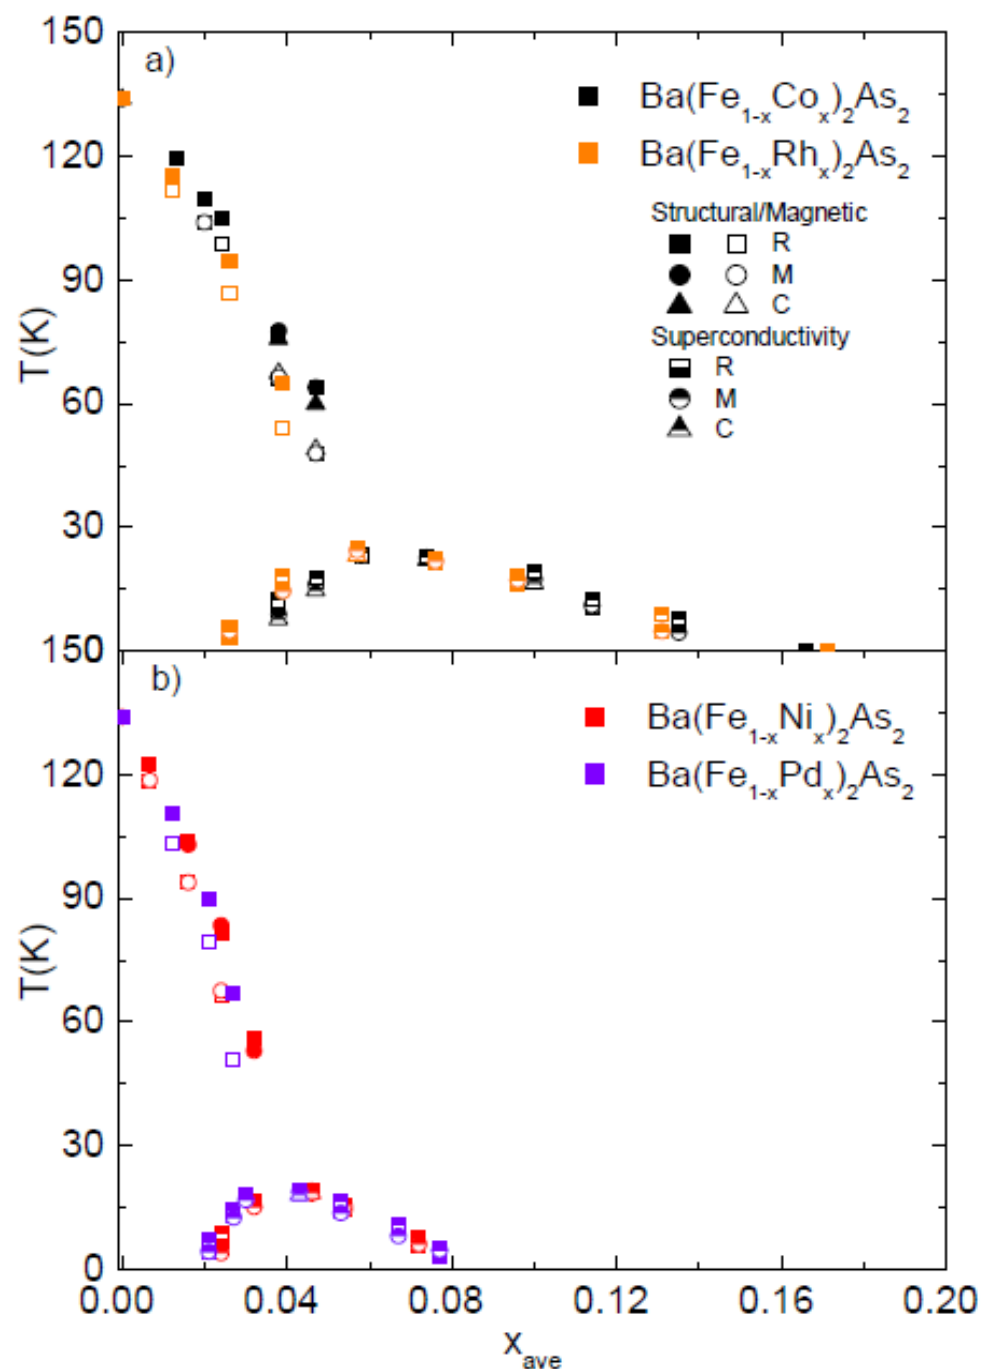 150
a)
Ba(Fe₁₋ₓCoₓ)₂As₂
120
Ba(Fe₁₋ₓRhₓ)₂As₂
Structural/Magnetic
R
M
C
Superconductivity
R
M
C
90
T(K)
60
30
150
b)
Ba(Fe₁₋ₓNiₓ)₂As₂
120
Ba(Fe₁₋ₓPdₓ)₂As₂
90
T(K)
60
30
0
0.00 0.04 0.08 0.12 0.16 0.20
x_ave